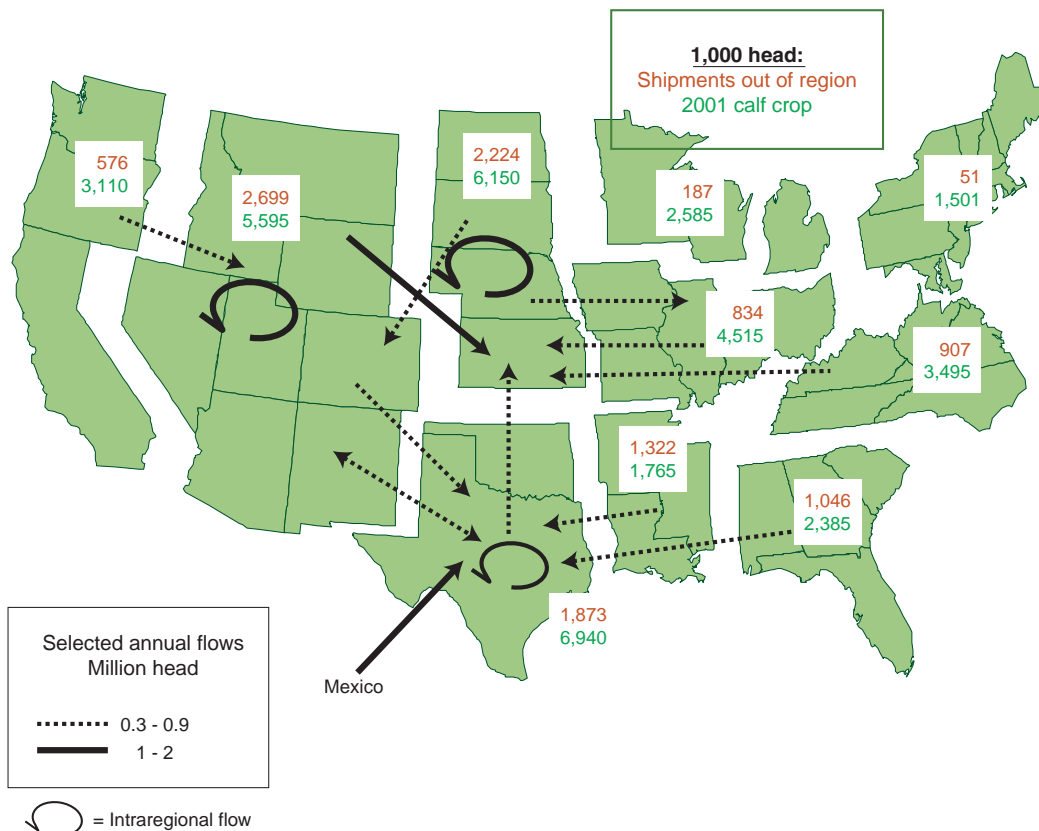 1,000 head:
Shipments out of region
2001 calf crop
576
3,110
2,699
5,595
2,224
6,150
187
2,585
51
1,501
834
4,515
907
3,495
1,322
1,765
1,046
2,385
1,873
6,940
Mexico
Selected annual flows
Million head
0.3 - 0.9
1 - 2
= Intraregional flow